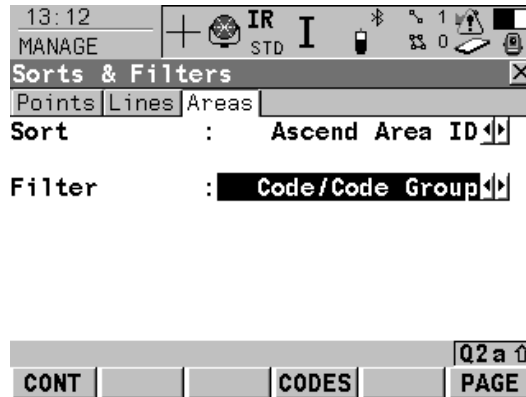 13:12
IR
1
MANAGE
STD
I
0
Sorts & Filters
Points Lines Areas
Sort : Ascend Area ID
Filter : Code/Code Group
Q2a
CONT CODES PAGE